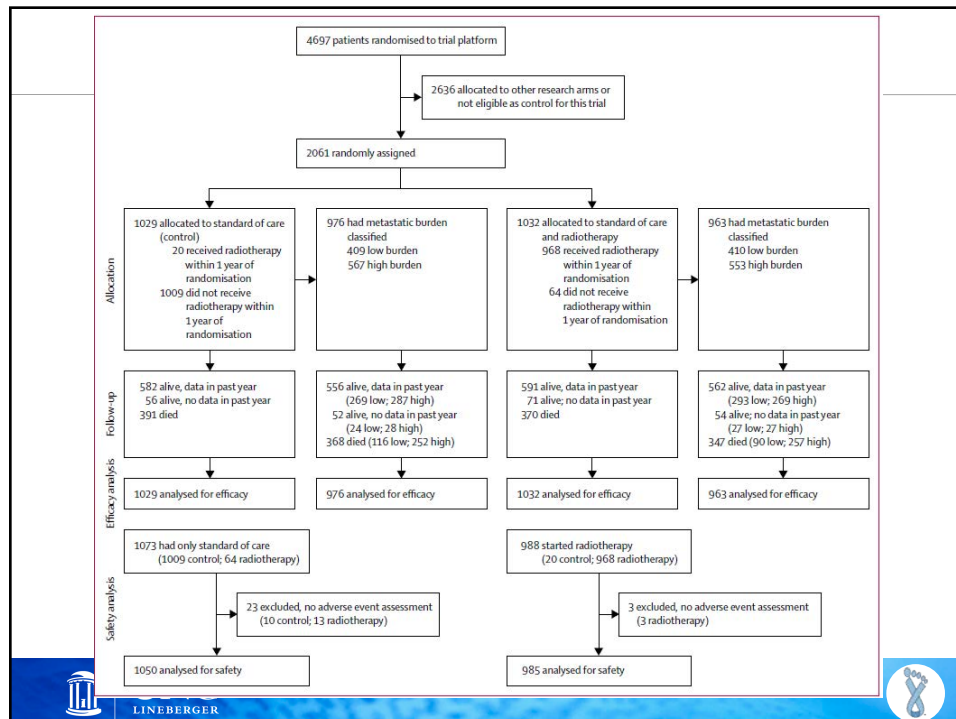 4697 patients randomised to trial platform
2636 allocated to other research arms or
not eligible as control for this trial
2061 randomly assigned
Allocation
1029 allocated to standard of care
(control)
20 received radiotherapy
within 1 year of
randomisation
1009 did not receive
radiotherapy within
1 year of
randomisation
976 had metastatic burden
classified
409 low burden
567 high burden
1032 allocated to standard of care
and radiotherapy
968 received radiotherapy
within 1 year of
randomisation
64 did not receive
radiotherapy within
1 year of randomisation
963 had metastatic burden
classified
410 low burden
553 high burden
Follow-up
582 alive, data in past year
56 alive, no data in past year
391 died
556 alive, data in past year
(269 low; 287 high)
52 alive, no data in past year
(24 low; 28 high)
368 died (116 low; 252 high)
591 alive, data in past year
71 alive; no data in past year
370 died
562 alive, data in past year
(293 low; 269 high)
54 alive; no data in past year
(27 low; 27 high)
347 died (90 low; 257 high)
Efficacy analysis
1029 analysed for efficacy
976 analysed for efficacy
1032 analysed for efficacy
963 analysed for efficacy
Safety analysis
1073 had only standard of care
(1009 control; 64 radiotherapy)
988 started radiotherapy
(20 control; 968 radiotherapy)
23 excluded, no adverse event assessment
(10 control; 13 radiotherapy)
3 excluded, no adverse event assessment
(3 radiotherapy)
1050 analysed for safety
985 analysed for safety
LINEBERGER